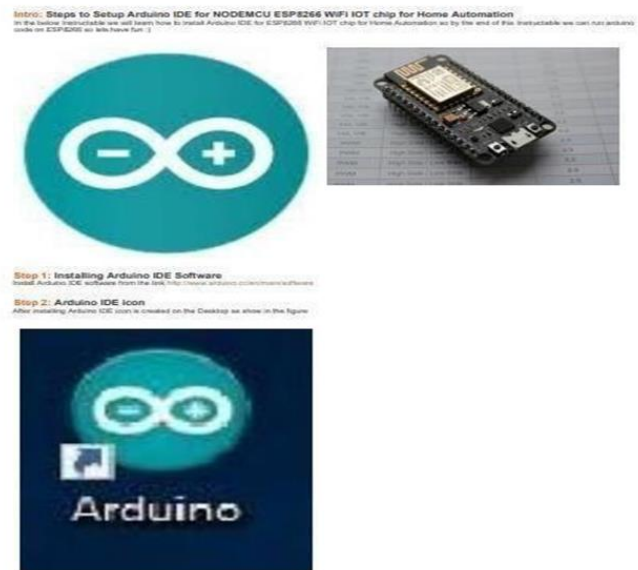 Intro: Steps to Setup Arduino IDE for NODEMCU ESP8266 WiFi IOT chip for Home Automation
In the below Instructable we will learn how to install Arduino IDE for ESP8266 WiFi IOT chip for Home Automation so by the end of this Instructable we can run arduino
code on ESP8266 so lets have fun :)
Step 1: Installing Arduino IDE Software
Install Arduino IDE software from the link http://www.arduino.cc/en/main/software
Step 2: Arduino IDE icon
After installing Arduino IDE icon is created on the Desktop as show in the figure
Arduino